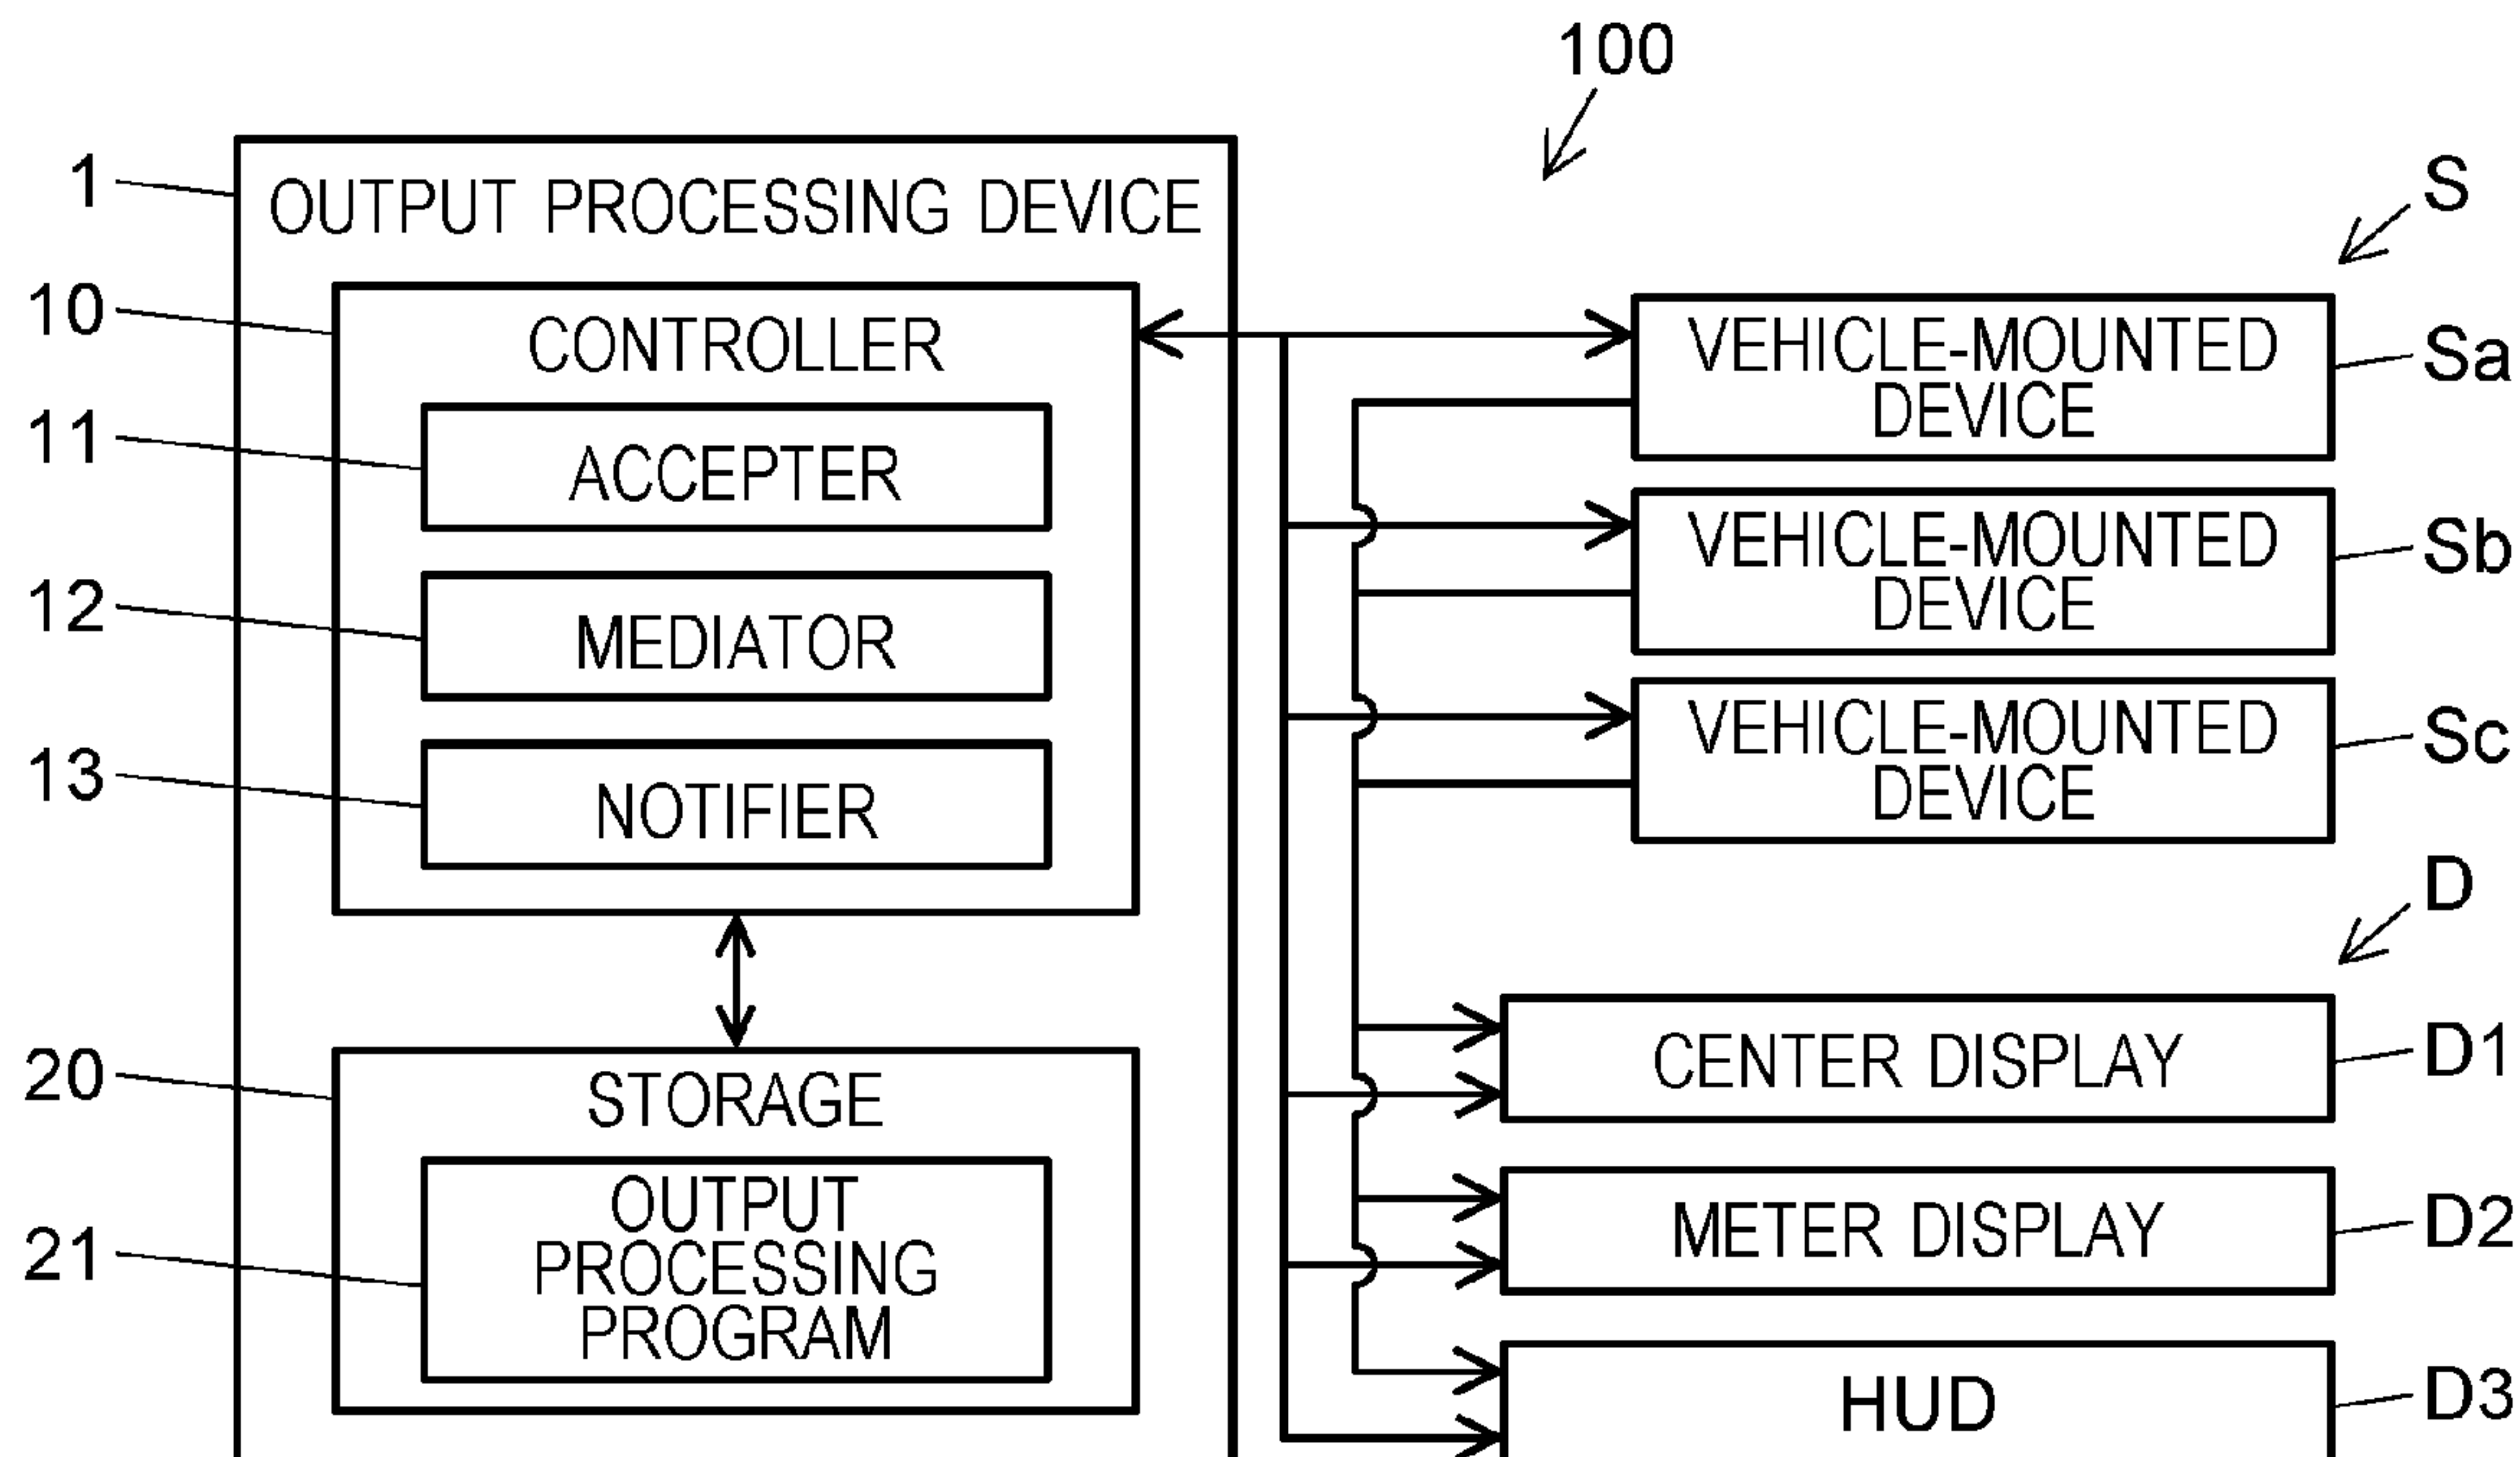 100
1
OUTPUT PROCESSING DEVICE
10
CONTROLLER
11
ACCEPTER
12
MEDIATOR
13
NOTIFIER
20
STORAGE
21
OUTPUT
PROCESSING
PROGRAM
S
VEHICLE-MOUNTED
DEVICE
Sa
VEHICLE-MOUNTED
DEVICE
Sb
VEHICLE-MOUNTED
DEVICE
Sc
D
CENTER DISPLAY
D1
METER DISPLAY
D2
HUD
D3